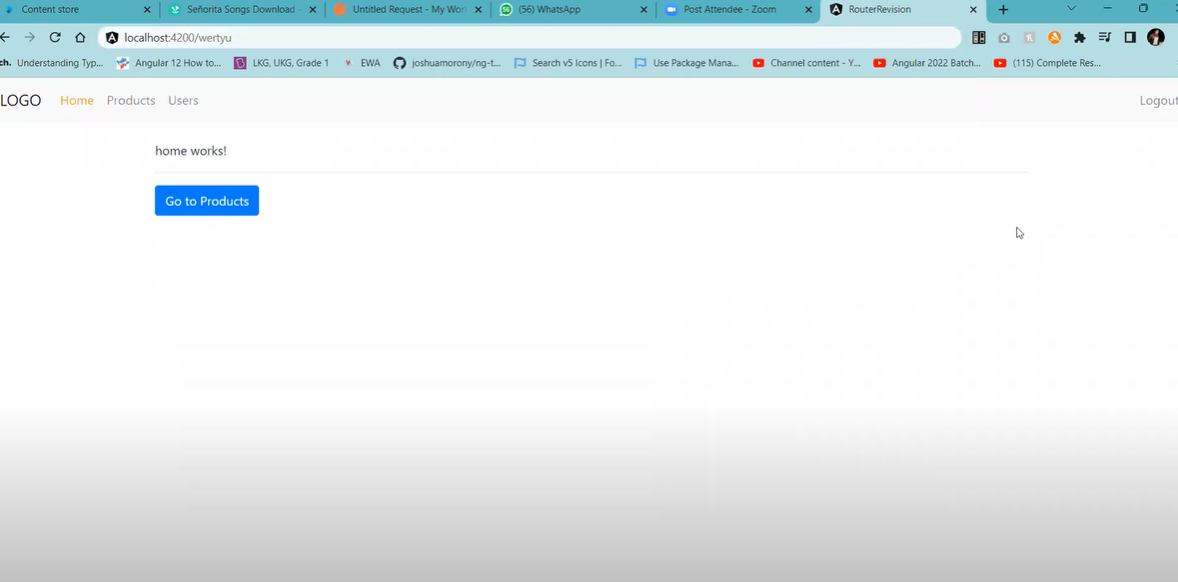 Content store
Señorita Songs Download -
Untitled Request - My Wor
56 (56) WhatsApp
Post Attendee - Zoom
RouterRevision
localhost:4200/wertyu
ch. Understanding Typ...
Angular 12 How to...
LKG, UKG, Grade 1
EWA
joshuamorony/ng-t...
Search v5 Icons | Fo...
Use Package Mana...
Channel content - Y...
Angular 2022 Batch...
(115) Complete Res...
LOGO Home Products Users Logout
home works!
Go to Products